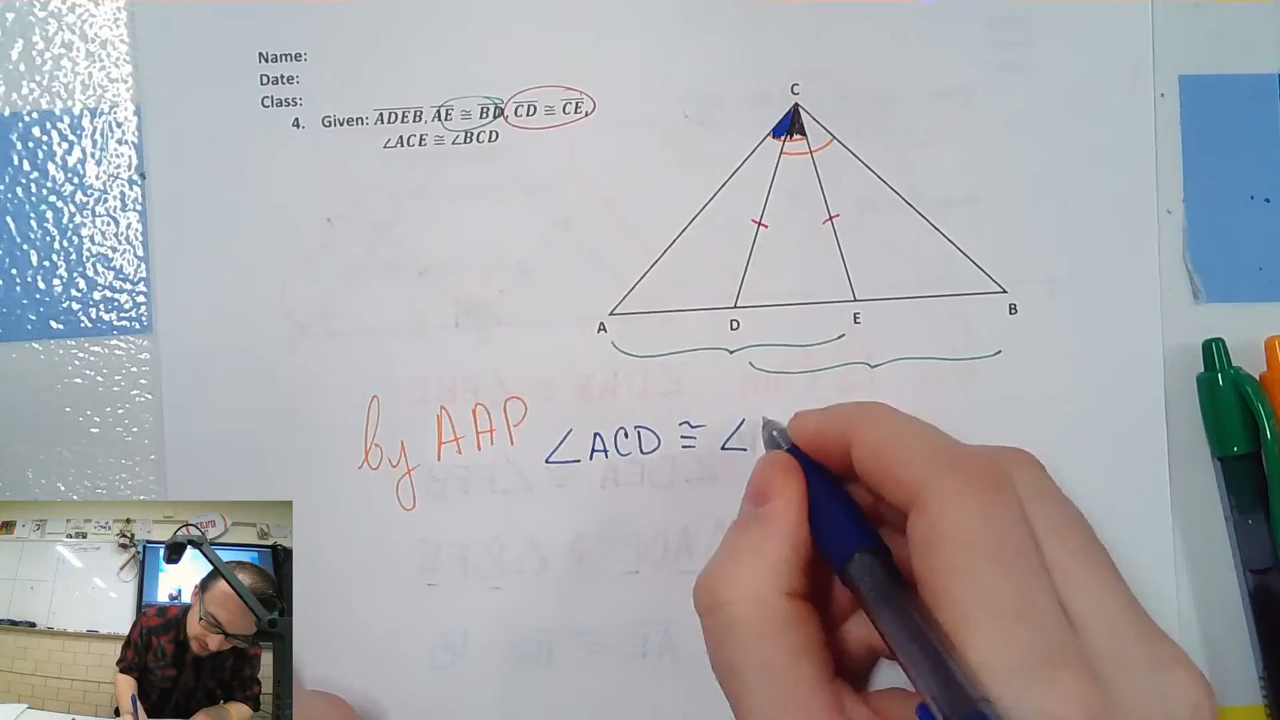 Name:
Date:
Class:
4. Given: ADEB, AE ≅ BD, CD ≅ CE,
∠ACE ≅ ∠BCD
C
A
D
E
B
by AAP ∠ACD ≅ ∠